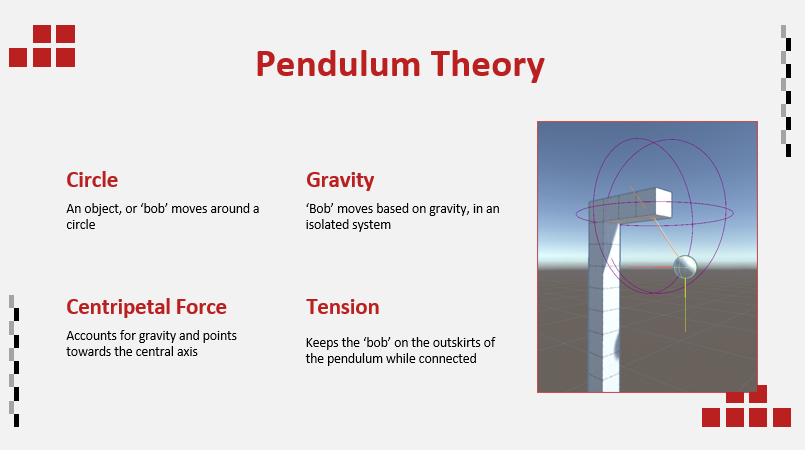 Pendulum Theory
Circle
An object, or ‘bob’ moves around a
circle
Gravity
‘Bob’ moves based on gravity, in an
isolated system
Centripetal Force
Accounts for gravity and points
towards the central axis
Tension
Keeps the ‘bob’ on the outskirts of
the pendulum while connected